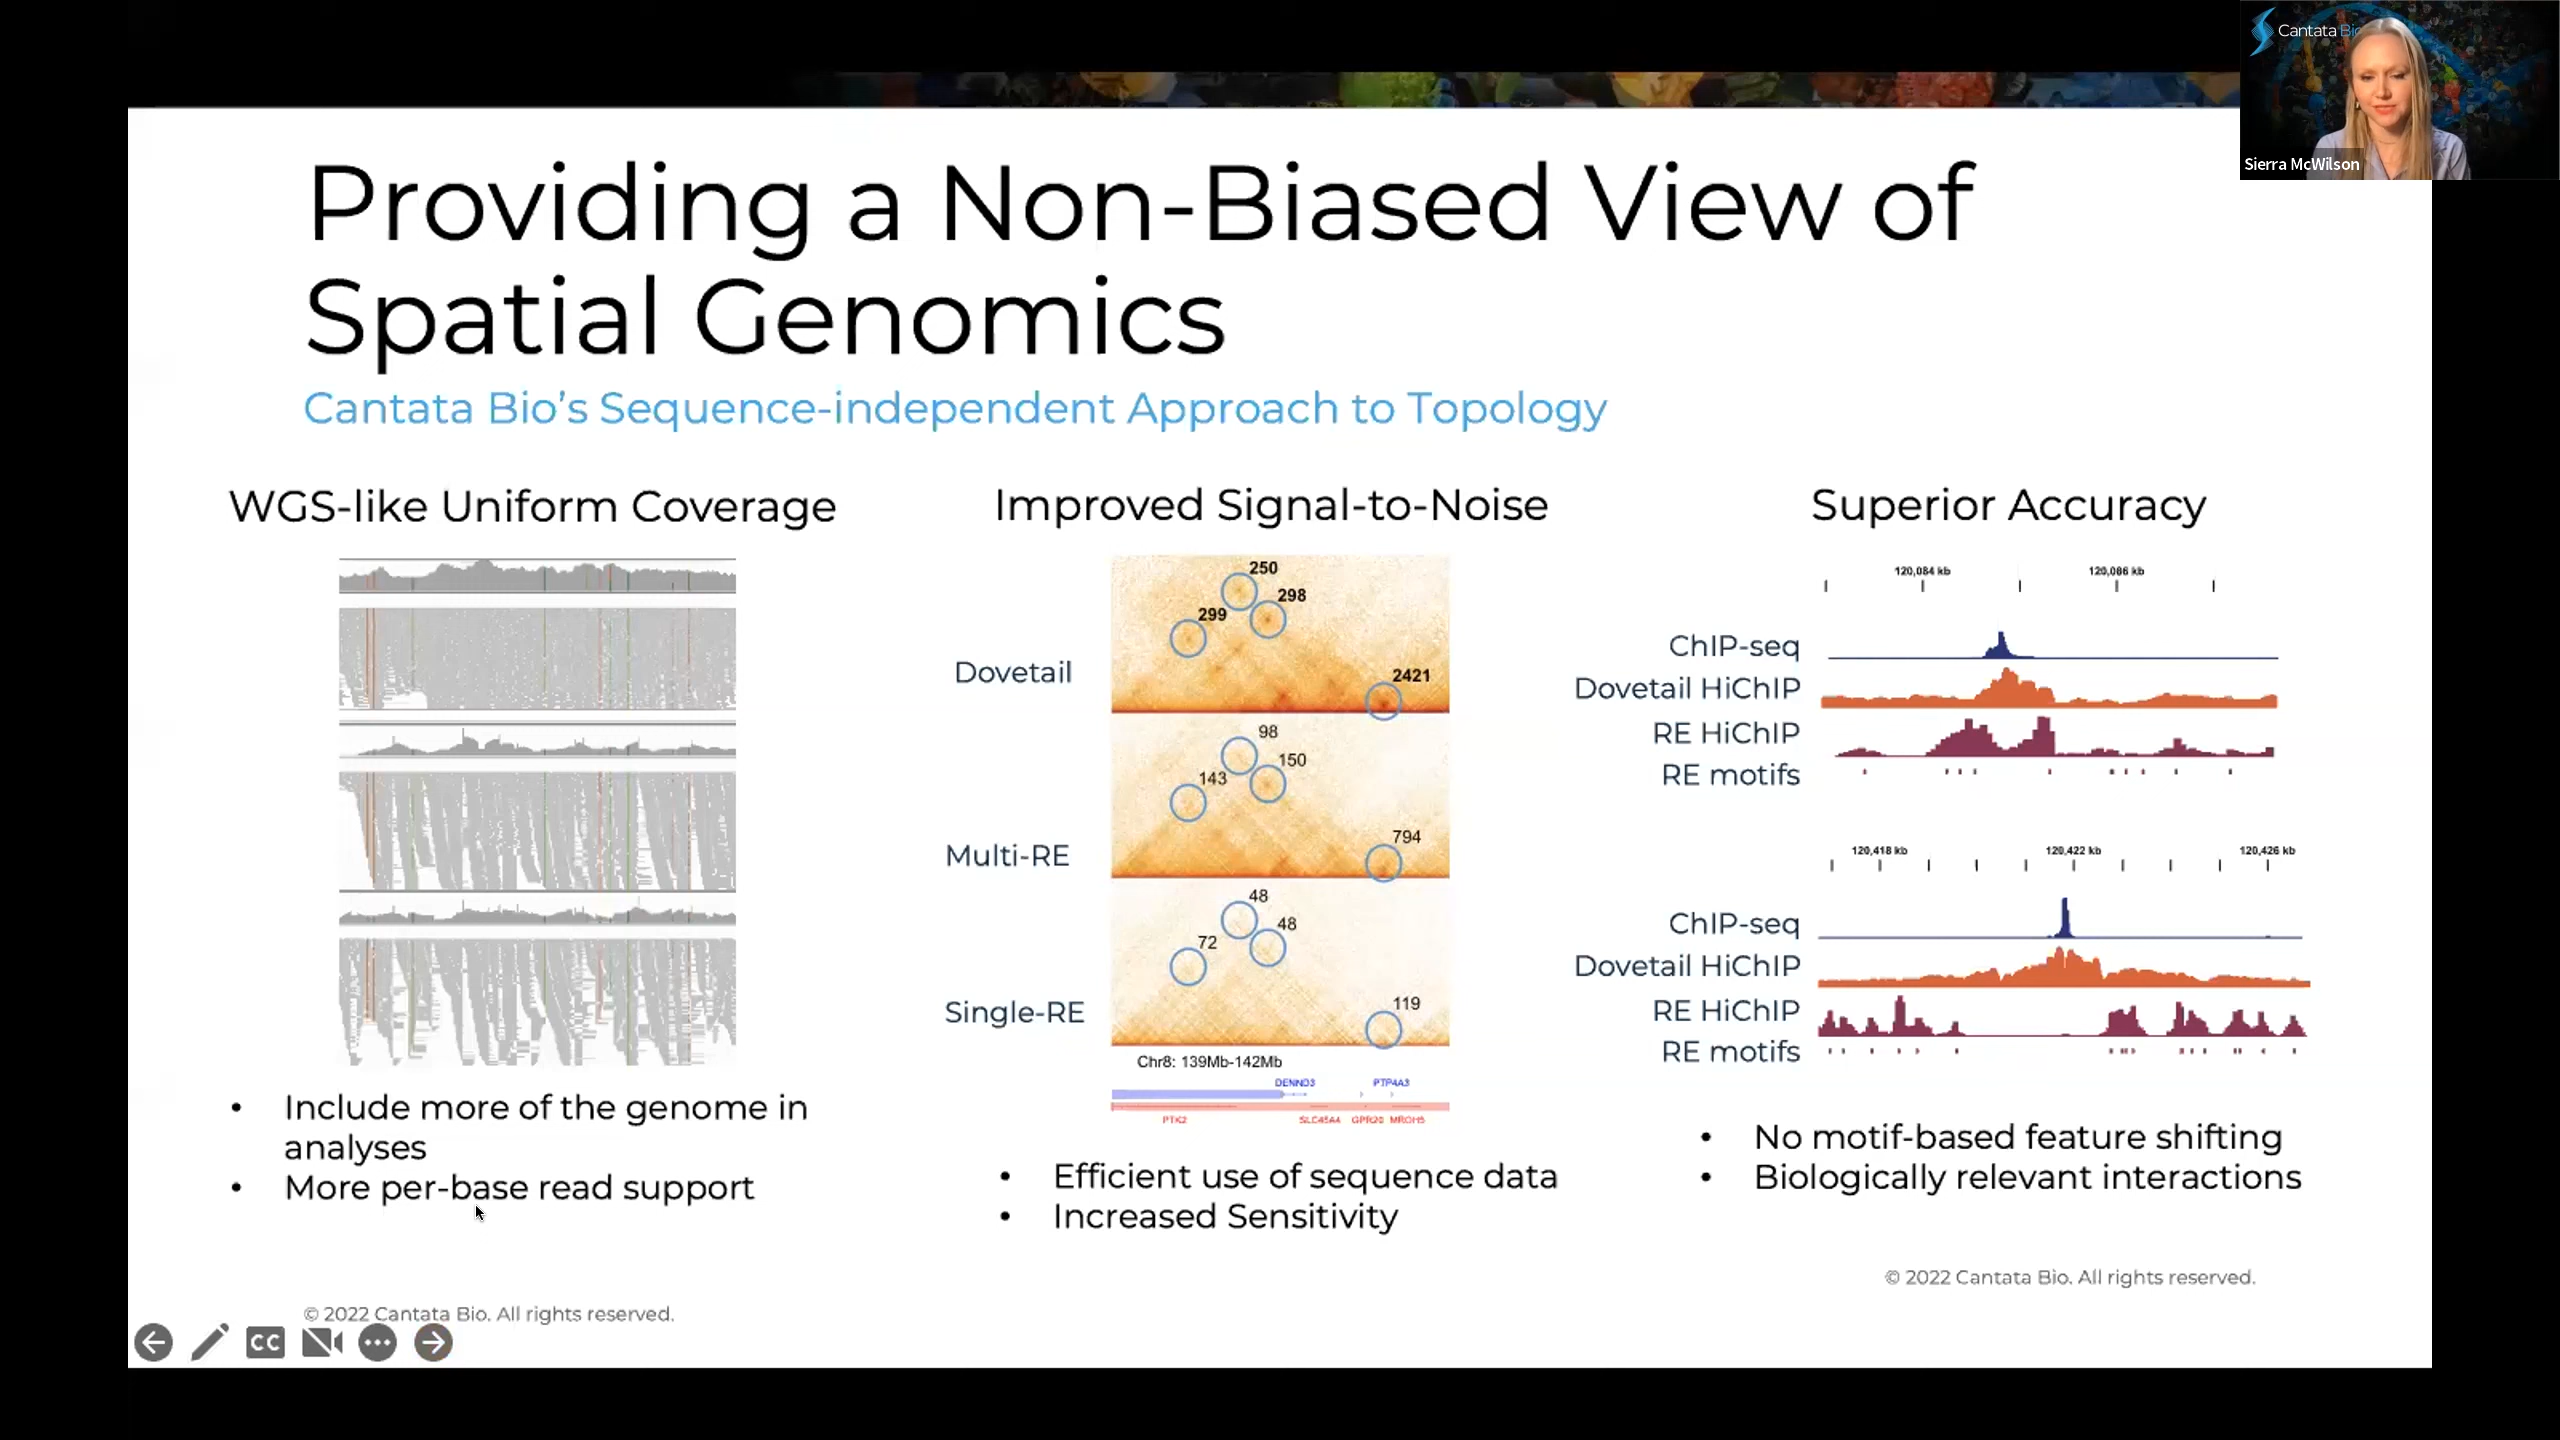 Cantata Bio
Sierra McWilson
Providing a Non-Biased View of
Spatial Genomics
Cantata Bio’s Sequence-independent Approach to Topology
WGS-like Uniform Coverage
• Include more of the genome in
analyses
• More per-base read support
Improved Signal-to-Noise
Dovetail
250
298
299
2421
Multi-RE
98
150
143
794
Single-RE
48
48
72
119
Chr8: 139Mb-142Mb
DENND3 PTP4A3
PTK2 SLC45A4 GPR20 MROH5
• Efficient use of sequence data
• Increased Sensitivity
Superior Accuracy
120,084 kb 120,086 kb
ChIP-seq
Dovetail HiChIP
RE HiChIP
RE motifs
120,418 kb 120,422 kb 120,426 kb
ChIP-seq
Dovetail HiChIP
RE HiChIP
RE motifs
• No motif-based feature shifting
• Biologically relevant interactions
© 2022 Cantata Bio. All rights reserved.
© 2022 Cantata Bio. All rights reserved.
CC